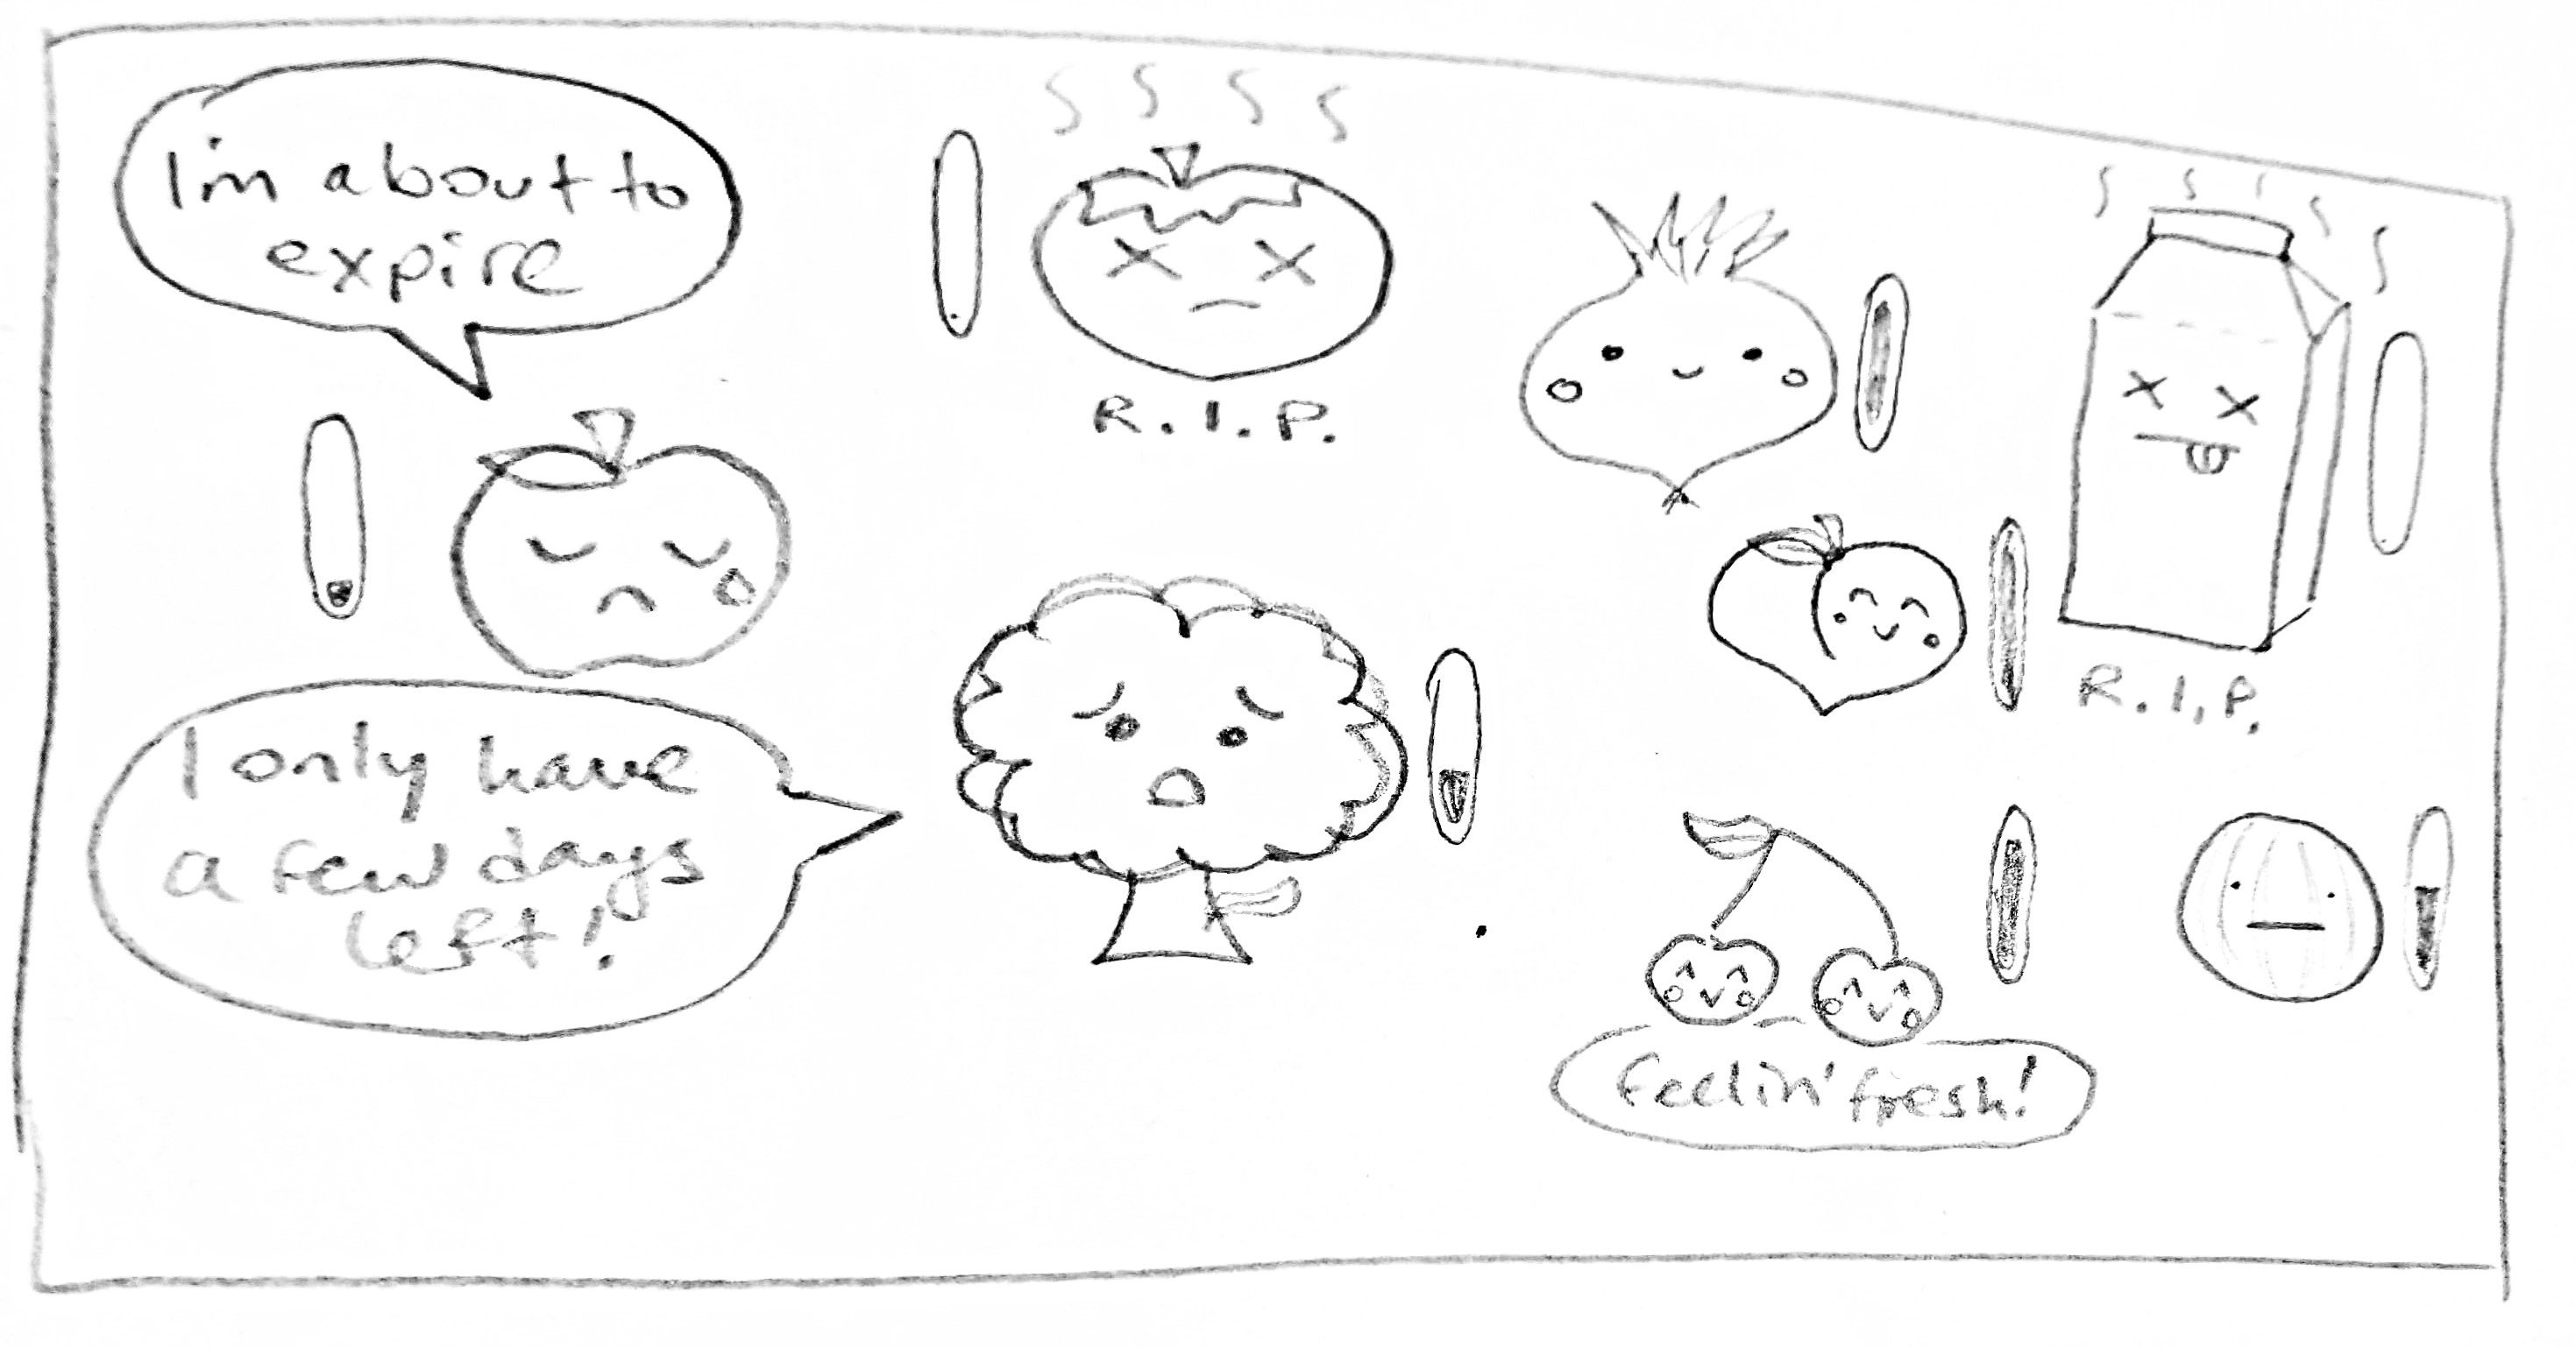 I'm about to
expire
R.I.P.
R.I.P.
I only have
a few days
left!
Feelin' fresh!